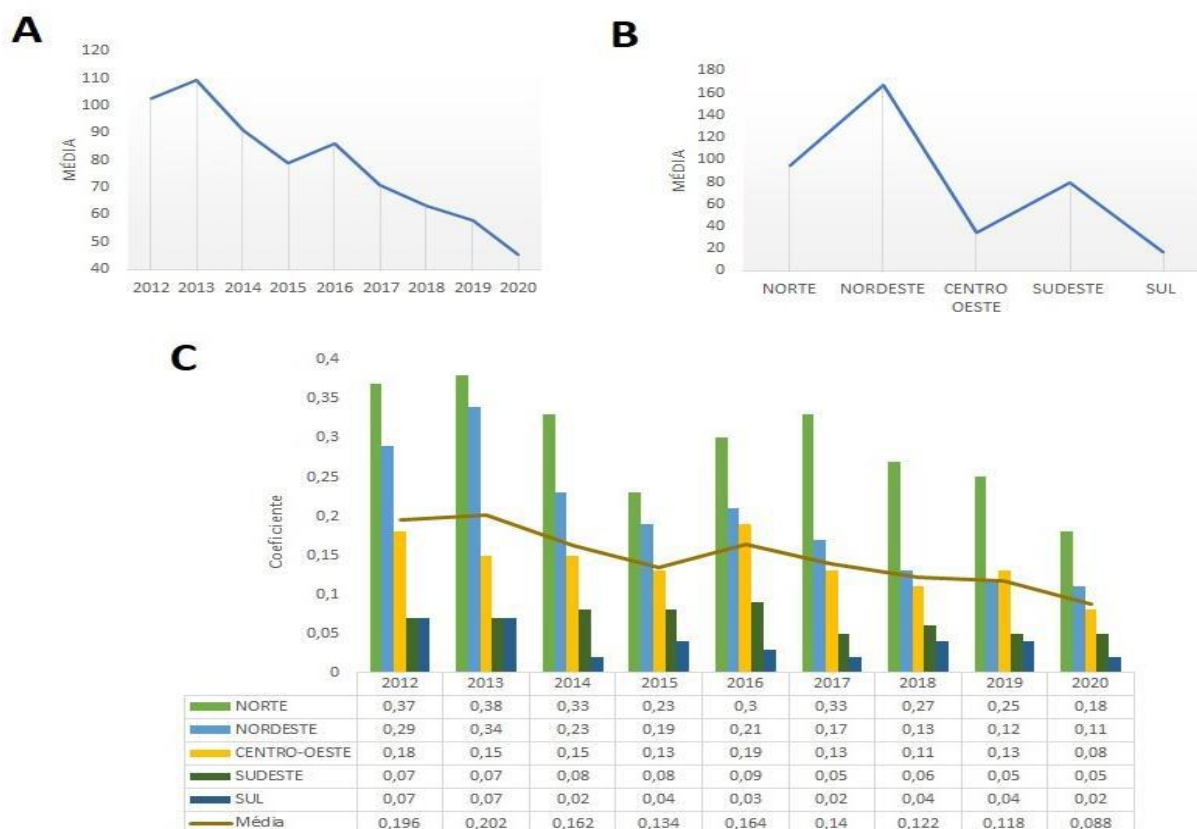 A
MÉDIA
120
110
100
90
80
70
60
50
40
2012 2013 2014 2015 2016 2017 2018 2019 2020
B
MÉDIA
180
160
140
120
100
80
60
40
20
0
NORTE NORDESTE CENTRO OESTE SUDESTE SUL
C
Coeficiente
0,4
0,35
0,3
0,25
0,2
0,15
0,1
0,05
0
2012 2013 2014 2015 2016 2017 2018 2019 2020
NORTE 0,37 0,38 0,33 0,23 0,3 0,33 0,27 0,25 0,18
NORDESTE 0,29 0,34 0,23 0,19 0,21 0,17 0,13 0,12 0,11
CENTRO-OESTE 0,18 0,15 0,15 0,13 0,19 0,13 0,11 0,13 0,08
SUDESTE 0,07 0,07 0,08 0,08 0,09 0,05 0,06 0,05 0,05
SUL 0,07 0,07 0,02 0,04 0,03 0,02 0,04 0,04 0,02
Média 0,196 0,202 0,162 0,134 0,164 0,14 0,122 0,118 0,088